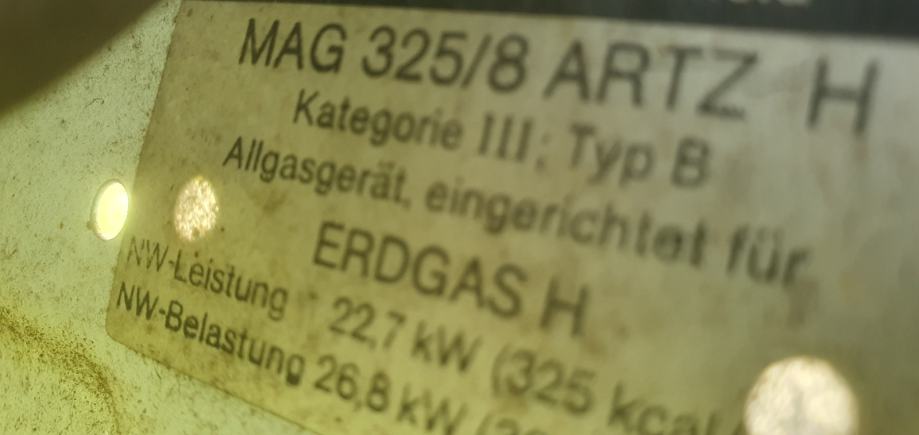 MAG 325/8 ARTZ H
Kategorie III; Typ B
Allgasgerät, eingerichtet für
ERDGAS H
NW-Leistung 22,7 kW (325 kcal
NW-Belastung 26,8 kW